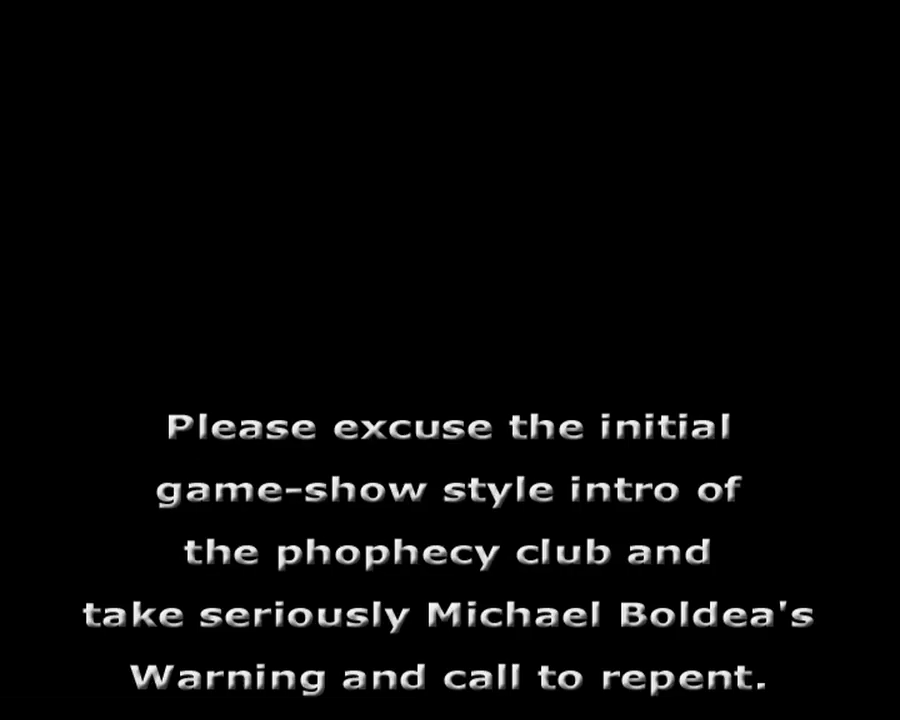 Please excuse the initial
game-show style intro of
the phophecy club and
take seriously Michael Boldea's
Warning and call to repent.